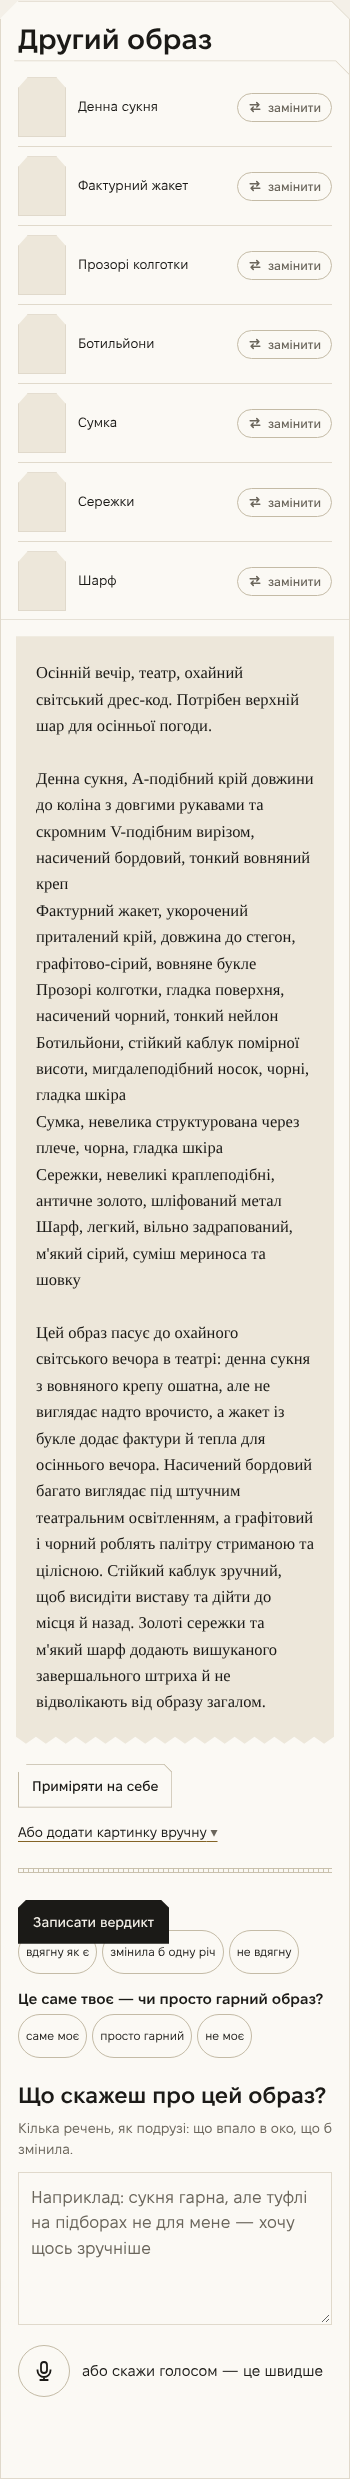 Другий образ
Денна сукня
⇄ замінити
Фактурний жакет
⇄ замінити
Прозорі колготки
⇄ замінити
Ботильйони
⇄ замінити
Сумка
⇄ замінити
Сережки
⇄ замінити
Шарф
⇄ замінити
Осінній вечір, театр, охайний
світський дрес-код. Потрібен верхній
шар для осінньої погоди.
Денна сукня, А-подібний крій довжини
до коліна з довгими рукавами та
скромним V-подібним вирізом,
насичений бордовий, тонкий вовняний
креп
Фактурний жакет, укорочений
приталений крій, довжина до стегон,
графітово-сірий, вовняне букле
Прозорі колготки, гладка поверхня,
насичений чорний, тонкий нейлон
Ботильйони, стійкий каблук помірної
висоти, мигдалеподібний носок, чорні,
гладка шкіра
Сумка, невелика структурована через
плече, чорна, гладка шкіра
Сережки, невеликі краплеподібні,
античне золото, шліфований метал
Шарф, легкий, вільно задрапований,
м'який сірий, суміш мериноса та
шовку
Цей образ пасує до охайного
світського вечора в театрі: денна сукня
з вовняного крепу ошатна, але не
виглядає надто врочисто, а жакет із
букле додає фактури й тепла для
осіннього вечора. Насичений бордовий
багато виглядає під штучним
театральним освітленням, а графітовий
і чорний роблять палітру стриманою та
цілісною. Стійкий каблук зручний,
щоб висидіти виставу та дійти до
місця й назад. Золоті сережки та
м'який шарф додають вишуканого
завершального штриха й не
відволікають від образу загалом.
Приміряти на себе
Або додати картинку вручну ▾
Записати вердикт
вдягну як є
змінила б одну річ
не вдягну
Це саме твоє — чи просто гарний образ?
саме моє
просто гарний
не моє
Що скажеш про цей образ?
Кілька речень, як подрузі: що впало в око, що б
змінила.
Наприклад: сукня гарна, але туфлі
на підборах не для мене — хочу
щось зручніше
або скажи голосом — це швидше